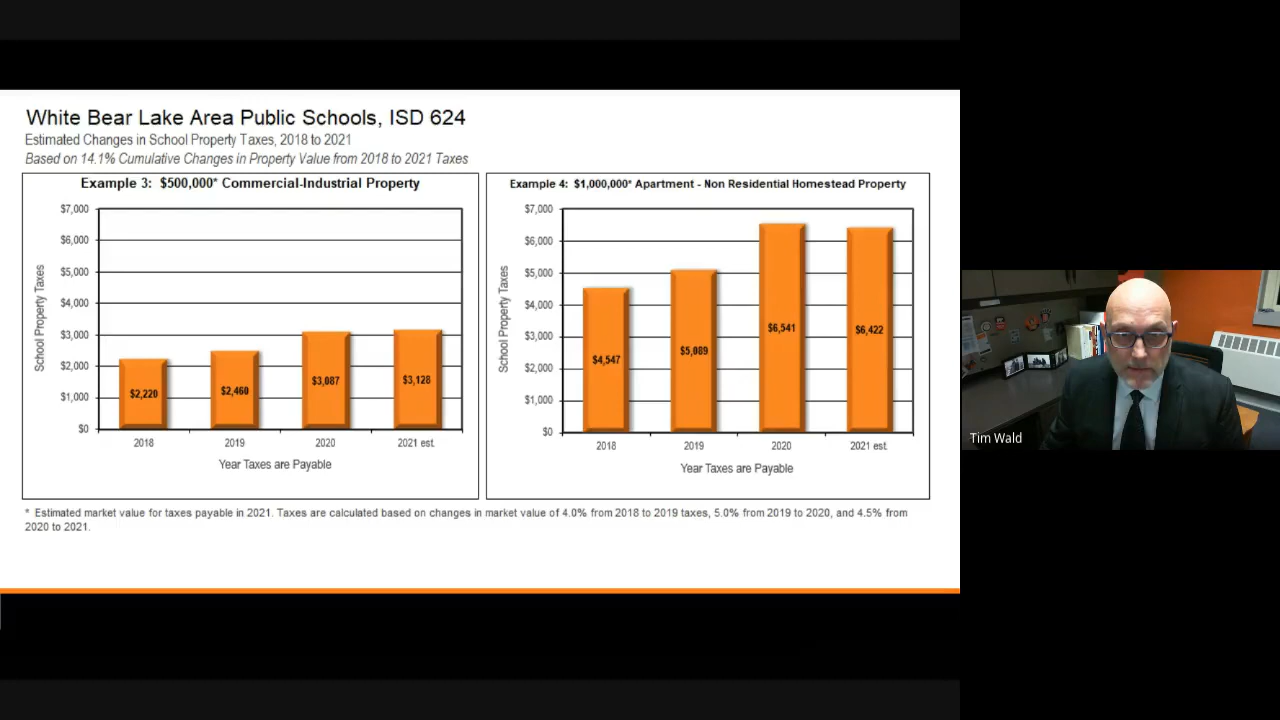 White Bear Lake Area Public Schools, ISD 624
Estimated Changes in School Property Taxes, 2018 to 2021
Based on 14.1% Cumulative Changes in Property Value from 2018 to 2021 Taxes
Example 3: $500,000* Commercial-Industrial Property
School Property Taxes
$7,000
$6,000
$5,000
$4,000
$3,000
$2,000
$1,000
$0
$2,220
$2,460
$3,087
$3,128
2018
2019
2020
2021 est.
Year Taxes are Payable
Example 4: $1,000,000* Apartment - Non Residential Homestead Property
School Property Taxes
$7,000
$6,000
$5,000
$4,000
$3,000
$2,000
$1,000
$0
$4,547
$5,089
$6,541
$6,422
2018
2019
2020
2021 est.
Year Taxes are Payable
* Estimated market value for taxes payable in 2021. Taxes are calculated based on changes in market value of 4.0% from 2018 to 2019 taxes, 5.0% from 2019 to 2020, and 4.5% from
2020 to 2021.
Tim Wald